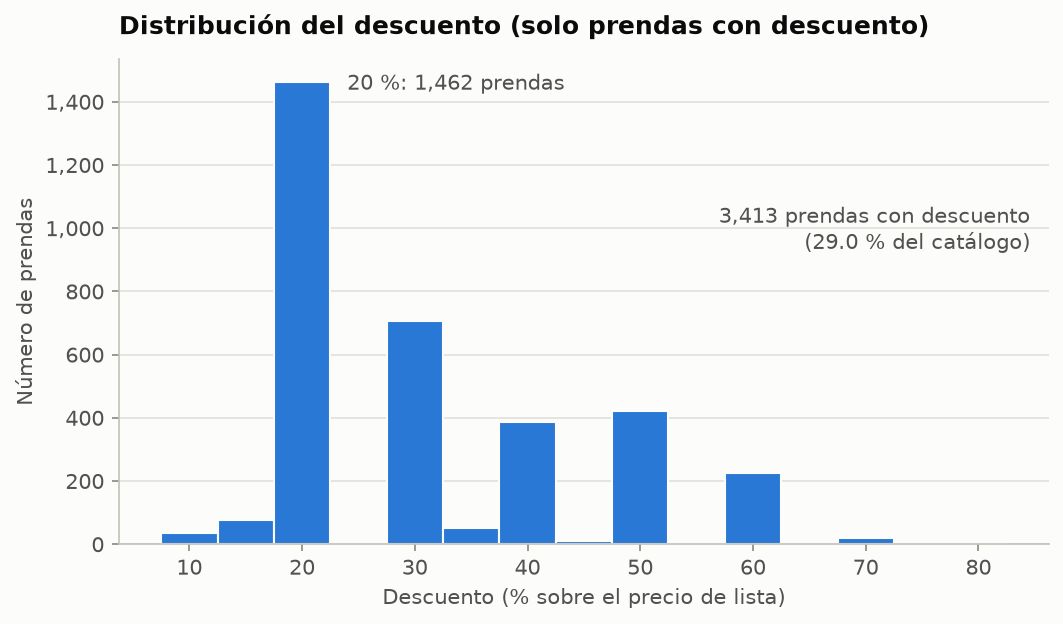 Distribución del descuento (solo prendas con descuento)
20 %: 1,462 prendas
3,413 prendas con descuento
(29.0 % del catálogo)
Número de prendas
1,400
1,200
1,000
800
600
400
200
0
10 20 30 40 50 60 70 80
Descuento (% sobre el precio de lista)